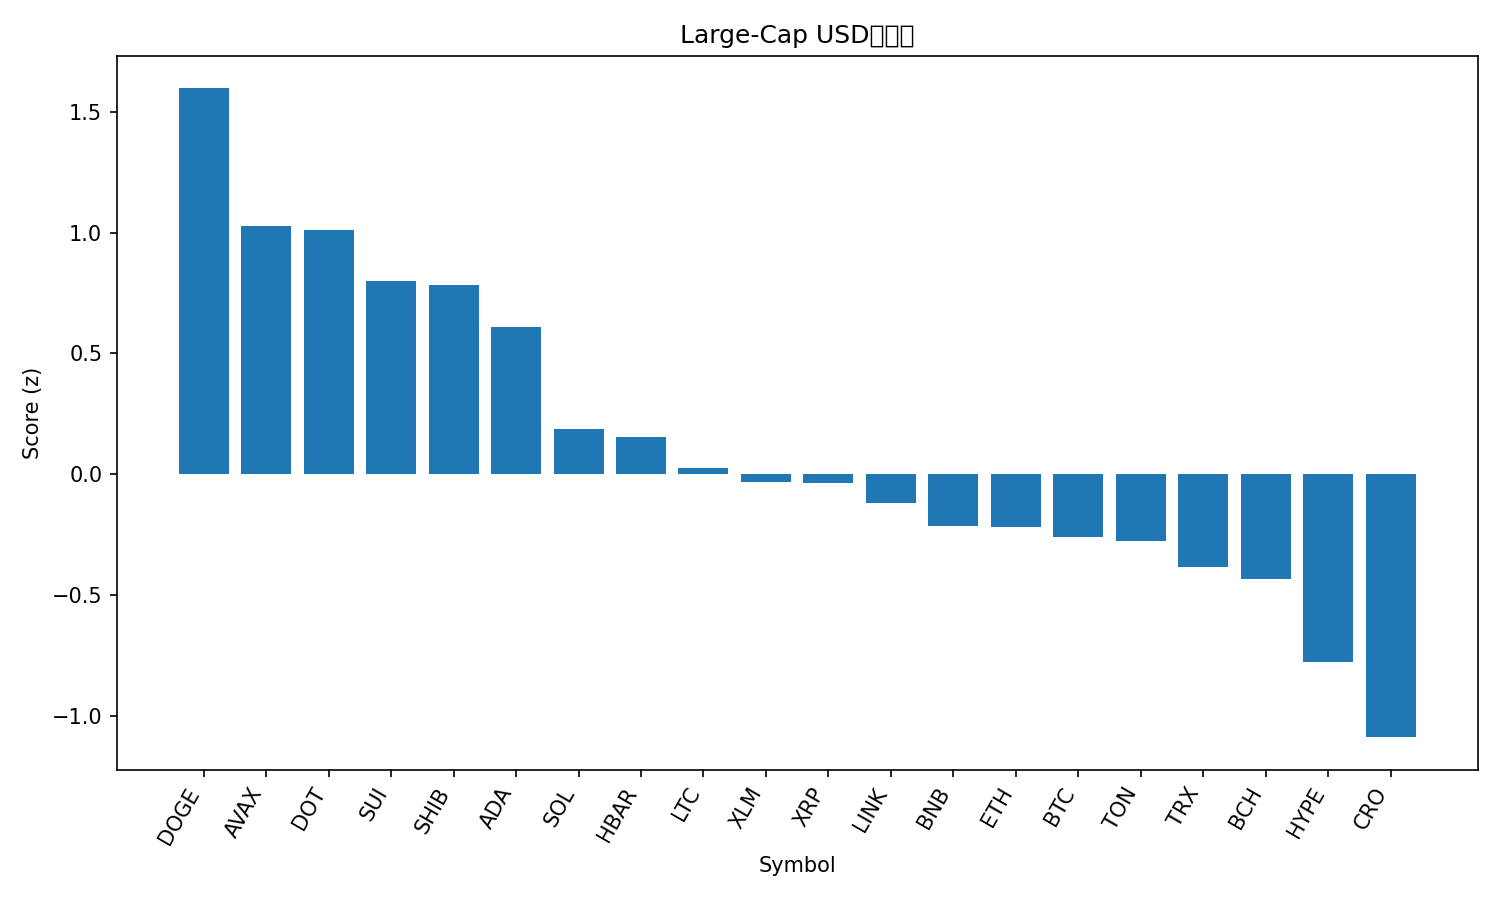 Large-Cap USD
Score (z)
1.5
1.0
0.5
0.0
−0.5
−1.0
DOGE
AVAX
DOT
SUI
SHIB
ADA
SOL
HBAR
LTC
XLM
XRP
LINK
BNB
ETH
BTC
TON
TRX
BCH
HYPE
CRO
Symbol